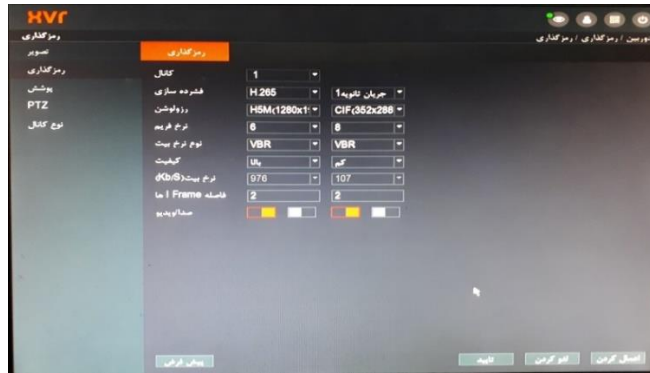 XVR
رمزگذاری
دوربین / رمزگذاری / رمزگذاری
تصویر
رمزگذاری
پوشش
PTZ
نوع کانال
رمزگذاری
کانال 1
فشرده سازی H.265 جریان ثانویه1
رزولوشن H5M(1280x1 CIF(352x288
نرخ فریم 6 8
نوع نرخ بیت VBR VBR
کیفیت بالا کم
نرخ بیت(Kb/S) 976 107
فاصله I Frame ها 2 2
صدا/ویدیو
پیش فرض
تایید
لغو کردن
اعمال کردن